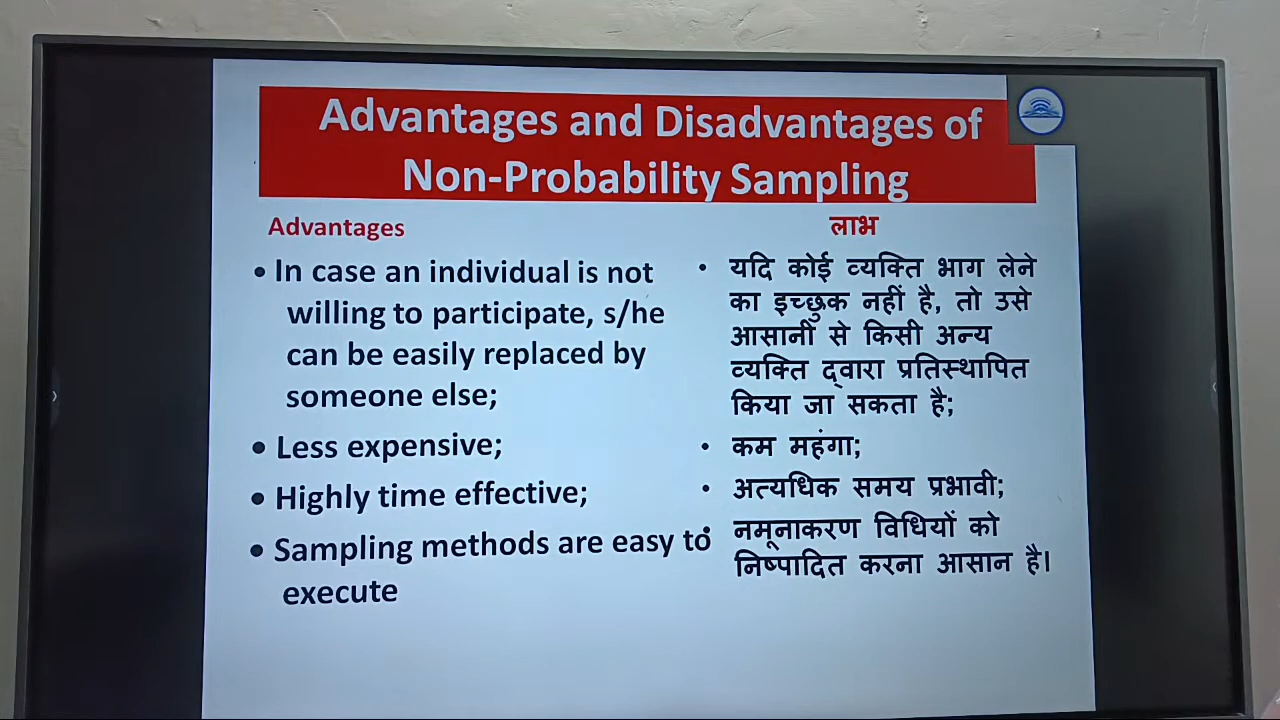 Advantages and Disadvantages of
Non-Probability Sampling
Advantages
• In case an individual is not
willing to participate, s/he
can be easily replaced by
someone else;
• Less expensive;
• Highly time effective;
• Sampling methods are easy to
execute
लाभ
• यदि कोई व्यक्ति भाग लेने
का इच्छुक नहीं है, तो उसे
आसानी से किसी अन्य
व्यक्ति द्वारा प्रतिस्थापित
किया जा सकता है;
• कम महंगा;
• अत्यधिक समय प्रभावी;
• नमूनाकरण विधियों को
निष्पादित करना आसान है।